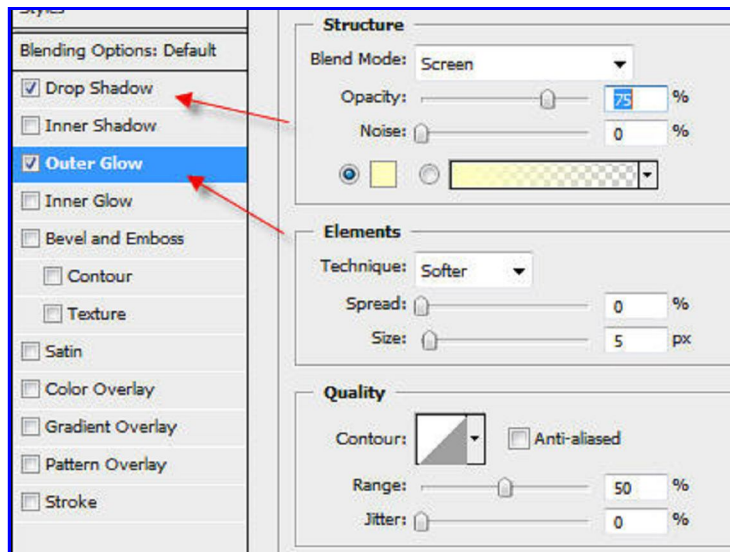 Styles
Blending Options: Default
Drop Shadow
Inner Shadow
Outer Glow
Inner Glow
Bevel and Emboss
Contour
Texture
Satin
Color Overlay
Gradient Overlay
Pattern Overlay
Stroke
Structure
Blend Mode: Screen
Opacity: 75 %
Noise: 0 %
Elements
Technique: Softer
Spread: 0 %
Size: 5 px
Quality
Contour: Anti-aliased
Range: 50 %
Jitter: 0 %